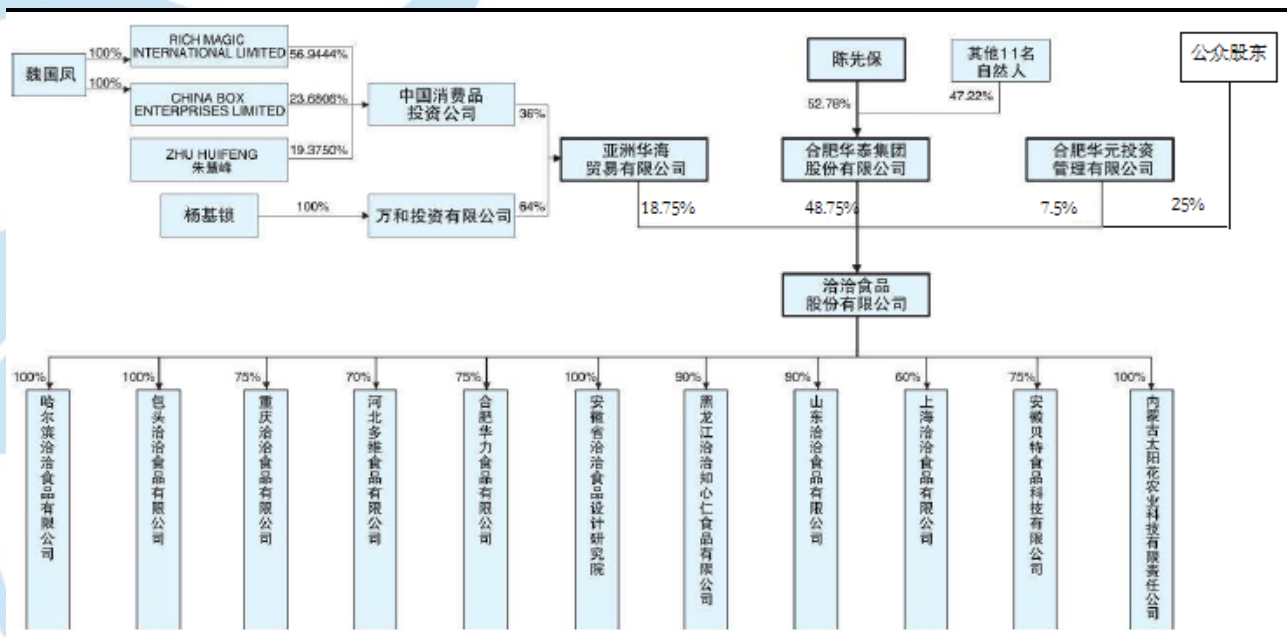 魏国凤
100%
100%
RICH MAGIC
INTERNATIONAL LIMITED
56.9444%
CHINA BOX
ENTERPRISES LIMITED
23.6806%
ZHU HUIFENG
朱慧峰
19.3750%
中国消费品
投资公司
36%
杨基锁
100%
万和投资有限公司
64%
亚洲华海
贸易有限公司
18.75%
陈先保
52.78%
其他11名
自然人
47.22%
公众股东
合肥华泰集团
股份有限公司
48.75%
合肥华元投资
管理有限公司
7.5%
25%
洽洽食品
股份有限公司
100%
哈尔滨洽洽食品有限公司
100%
包头洽洽食品有限公司
75%
重庆洽洽食品有限公司
70%
河北多维食品有限公司
75%
合肥华力食品有限公司
100%
安徽省洽洽食品设计研究院
90%
黑龙江洽洽知心仁食品有限公司
90%
山东洽洽食品有限公司
60%
上海洽洽食品有限公司
75%
安徽贝特食品科技有限公司
100%
内蒙古太阳花农业科技有限责任公司